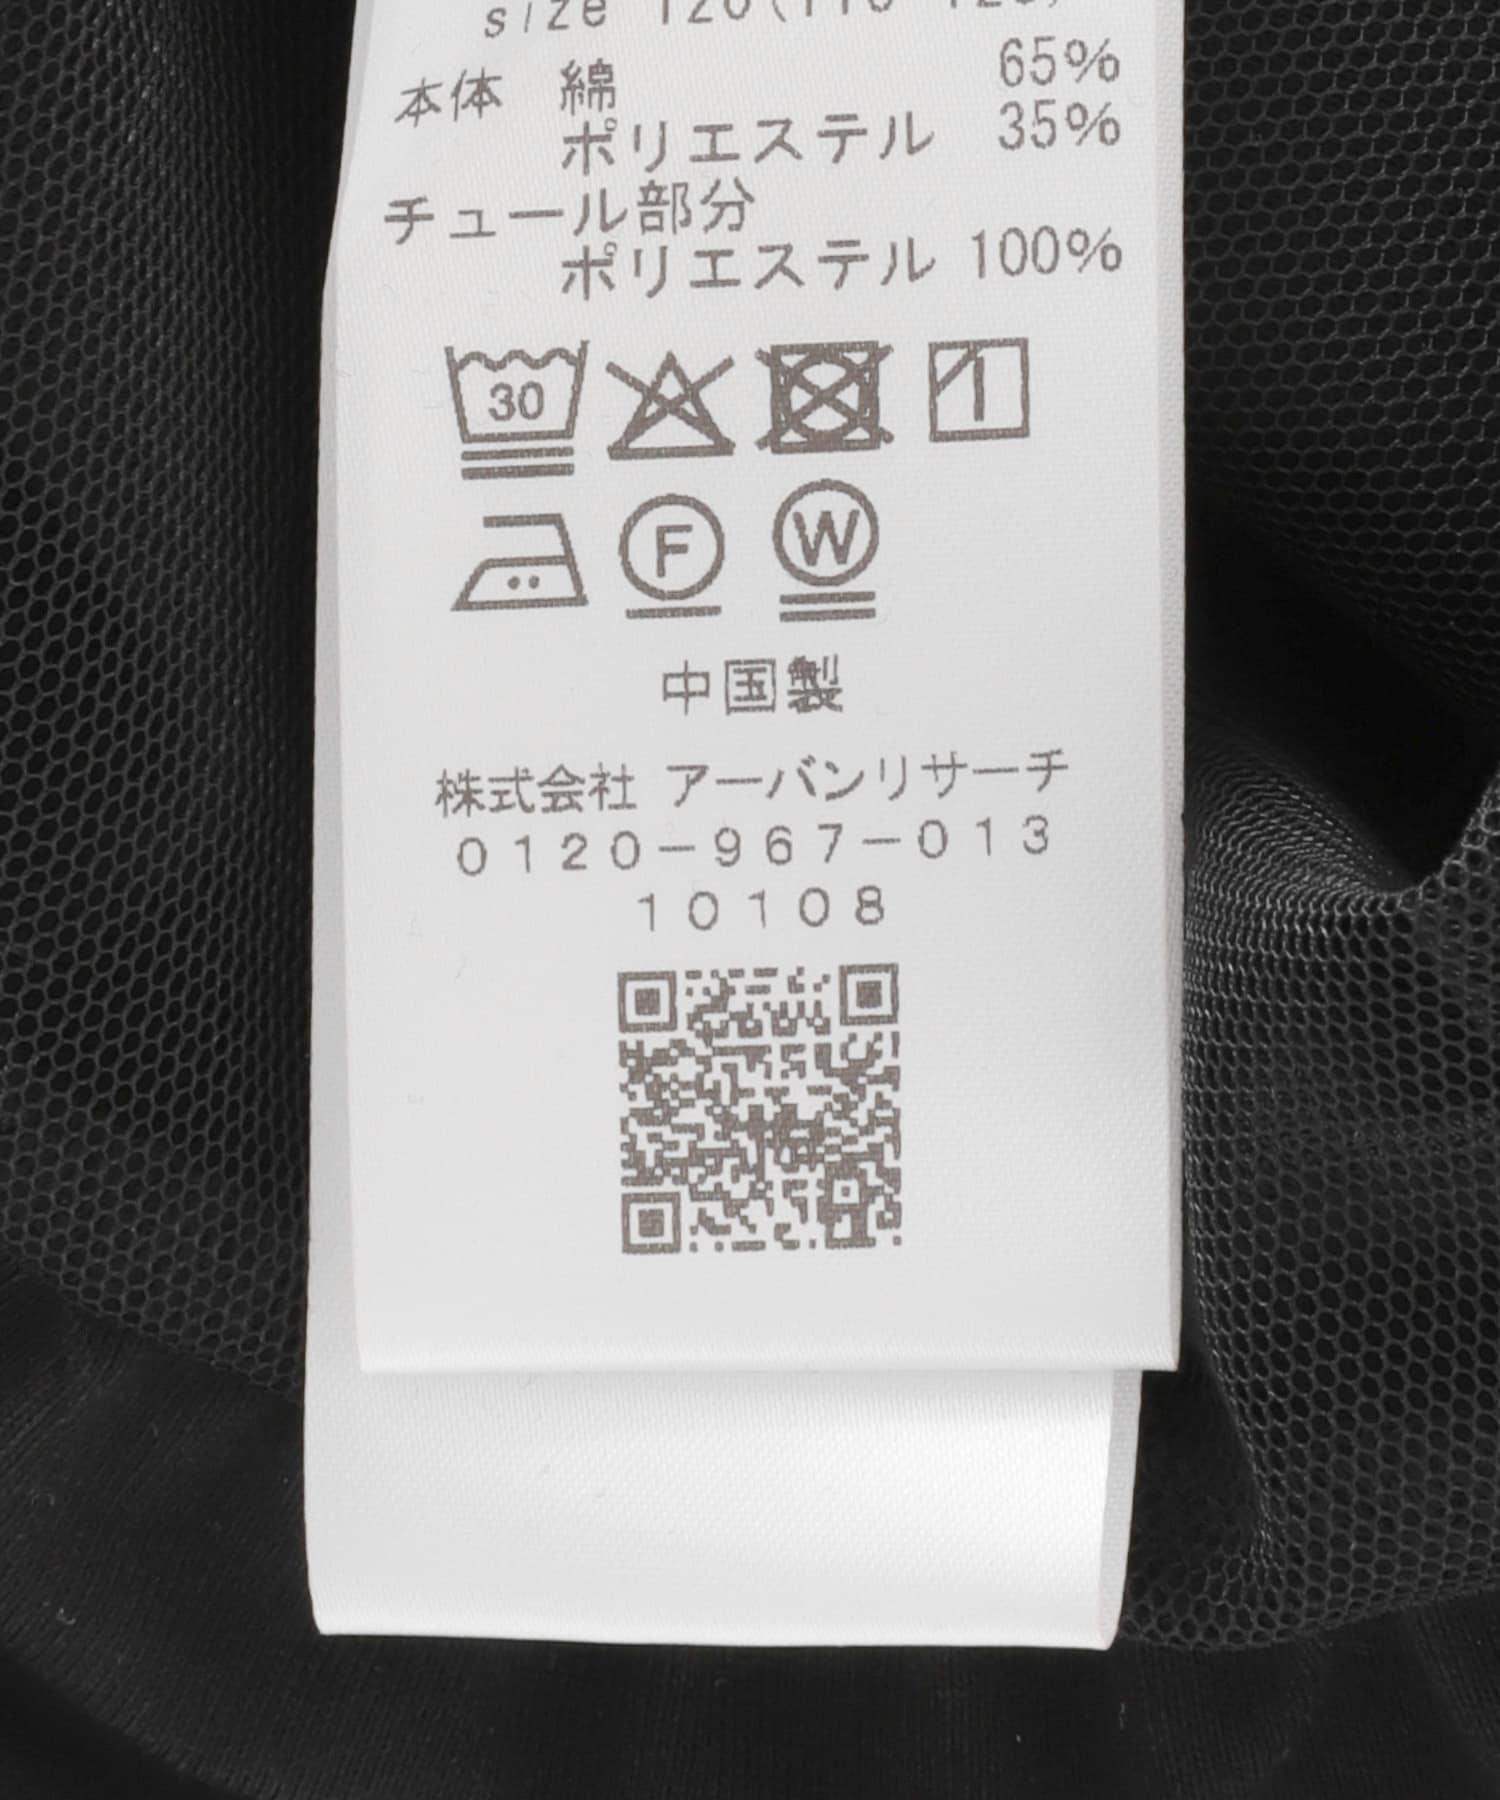 size 120
本体 綿 65%
ポリエステル 35%
チュール部分
ポリエステル 100%
30
F W
中国製
株式会社 アーバンリサーチ
0120-967-013
10108